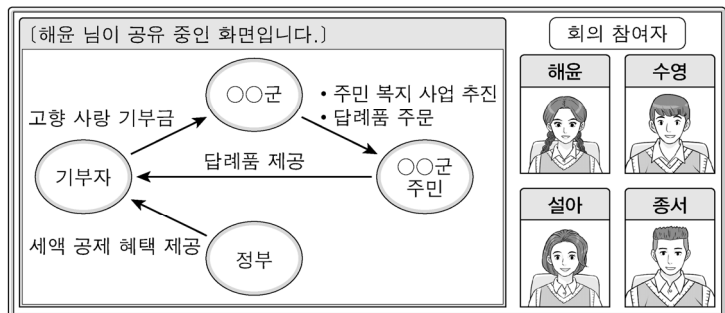 〔해윤 님이 공유 중인 화면입니다.〕
○○군
• 주민 복지 사업 추진
• 답례품 주문
고향 사랑 기부금
답례품 제공
기부자
○○군
주민
세액 공제 혜택 제공
정부
회의 참여자
해윤
수영
설아
종서